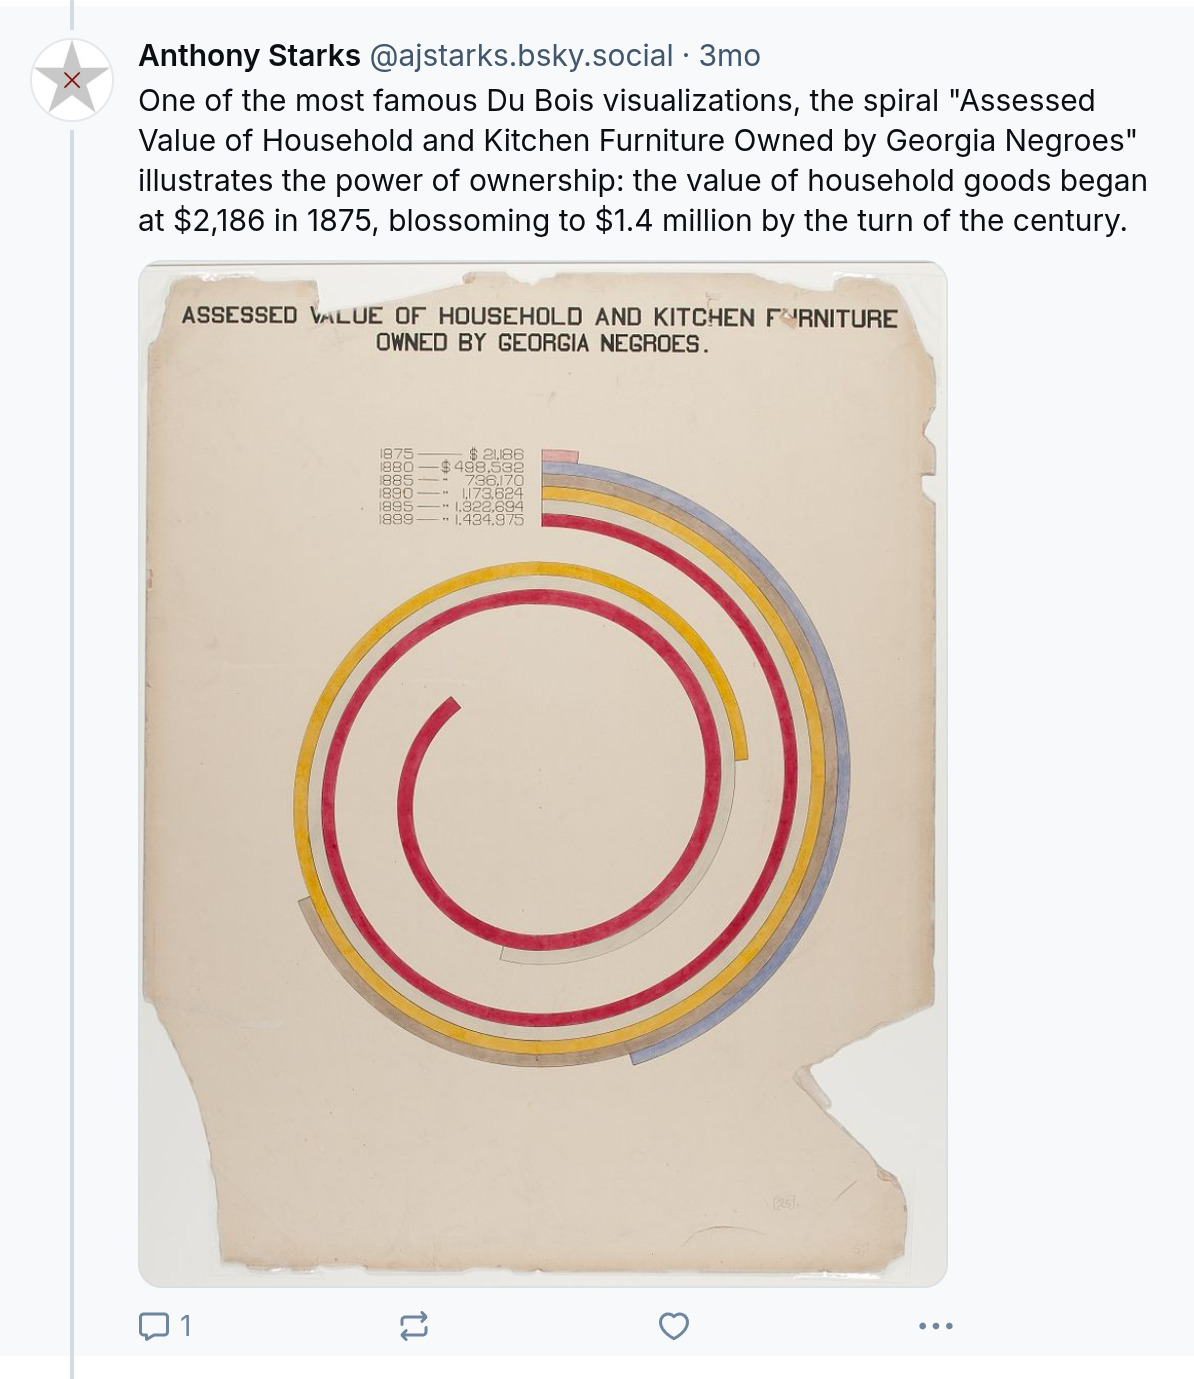 Anthony Starks @ajstarks.bsky.social · 3mo
One of the most famous Du Bois visualizations, the spiral "Assessed
Value of Household and Kitchen Furniture Owned by Georgia Negroes"
illustrates the power of ownership: the value of household goods began
at $2,186 in 1875, blossoming to $1.4 million by the turn of the century.
ASSESSED VALUE OF HOUSEHOLD AND KITCHEN FURNITURE
OWNED BY GEORGIA NEGROES.
1875 —— $ 21,186
1880 — $ 498,532
1885 — " 736,170
1890 — " 1,173,624
1895 — " 1,322,694
1899 — " 1,434,975
1